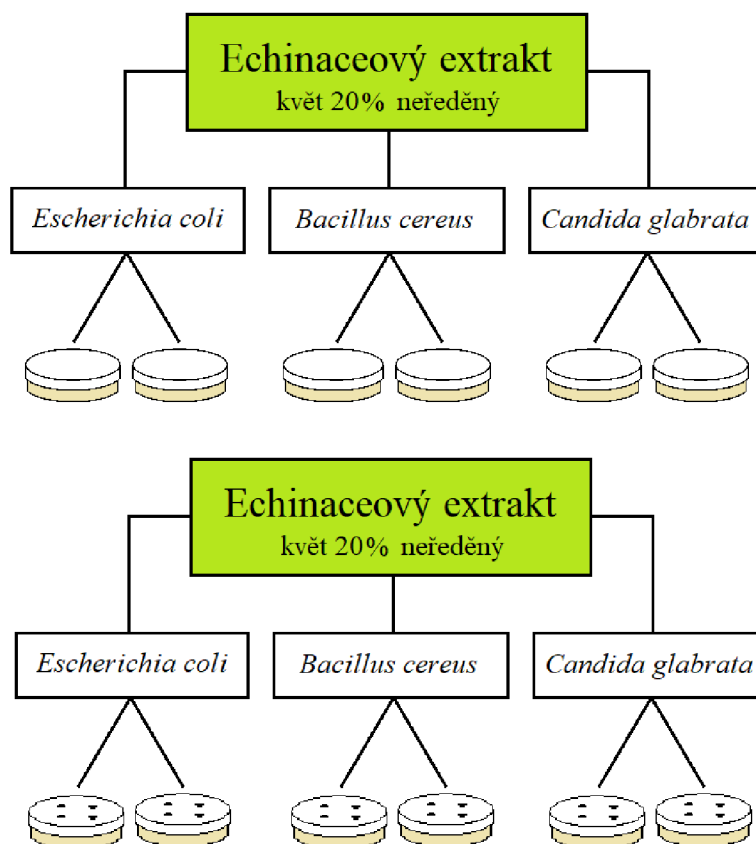 Echinaceový extrakt
květ 20% neředěný
Escherichia coli
Bacillus cereus
Candida glabrata
Echinaceový extrakt
květ 20% neředěný
Escherichia coli
Bacillus cereus
Candida glabrata